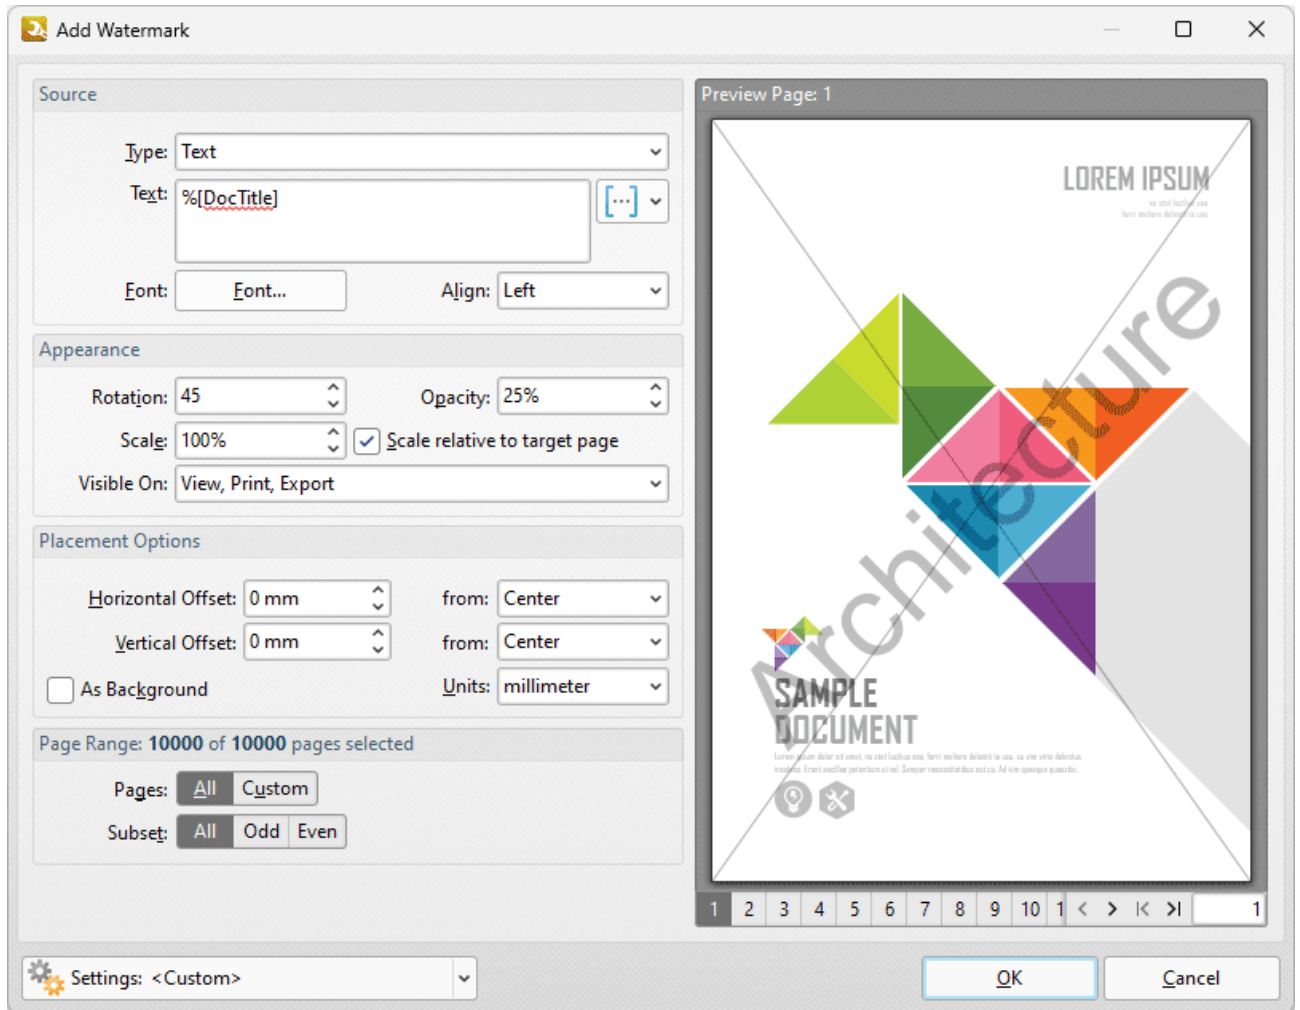 Add Watermark
Source
Type: Text
Text: %[DocTitle]
Font: Font... Align: Left
Appearance
Rotation: 45 Opacity: 25%
Scale: 100% Scale relative to target page
Visible On: View, Print, Export
Placement Options
Horizontal Offset: 0 mm from: Center
Vertical Offset: 0 mm from: Center
As Background Units: millimeter
Page Range: 10000 of 10000 pages selected
Pages: All Custom
Subset: All Odd Even
Preview Page: 1
LOREM IPSUM
Architecture
SAMPLE
DOCUMENT
1 2 3 4 5 6 7 8 9 10 1 1
Settings: <Custom>
OK Cancel